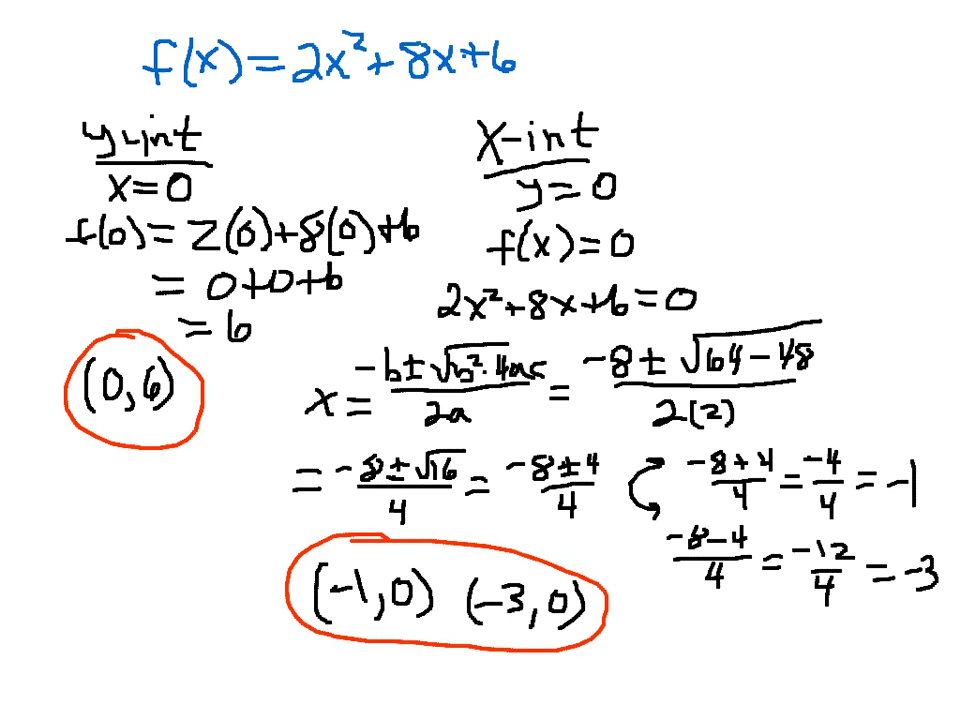 f(x) = 2x² + 8x + 6
y-int
x = 0
f(0) = 2(0) + 8(0) + 6
= 0 + 0 + 6
= 6
(0, 6)
x-int
y = 0
f(x) = 0
2x² + 8x + 6 = 0
x = (-b ± √(b² - 4ac))/(2a) = (-8 ± √(64 - 48))/(2(2))
= (-8 ± √16)/4 = (-8 ± 4)/4
(-8 + 4)/4 = -4/4 = -1
(-8 - 4)/4 = -12/4 = -3
(-1, 0) (-3, 0)